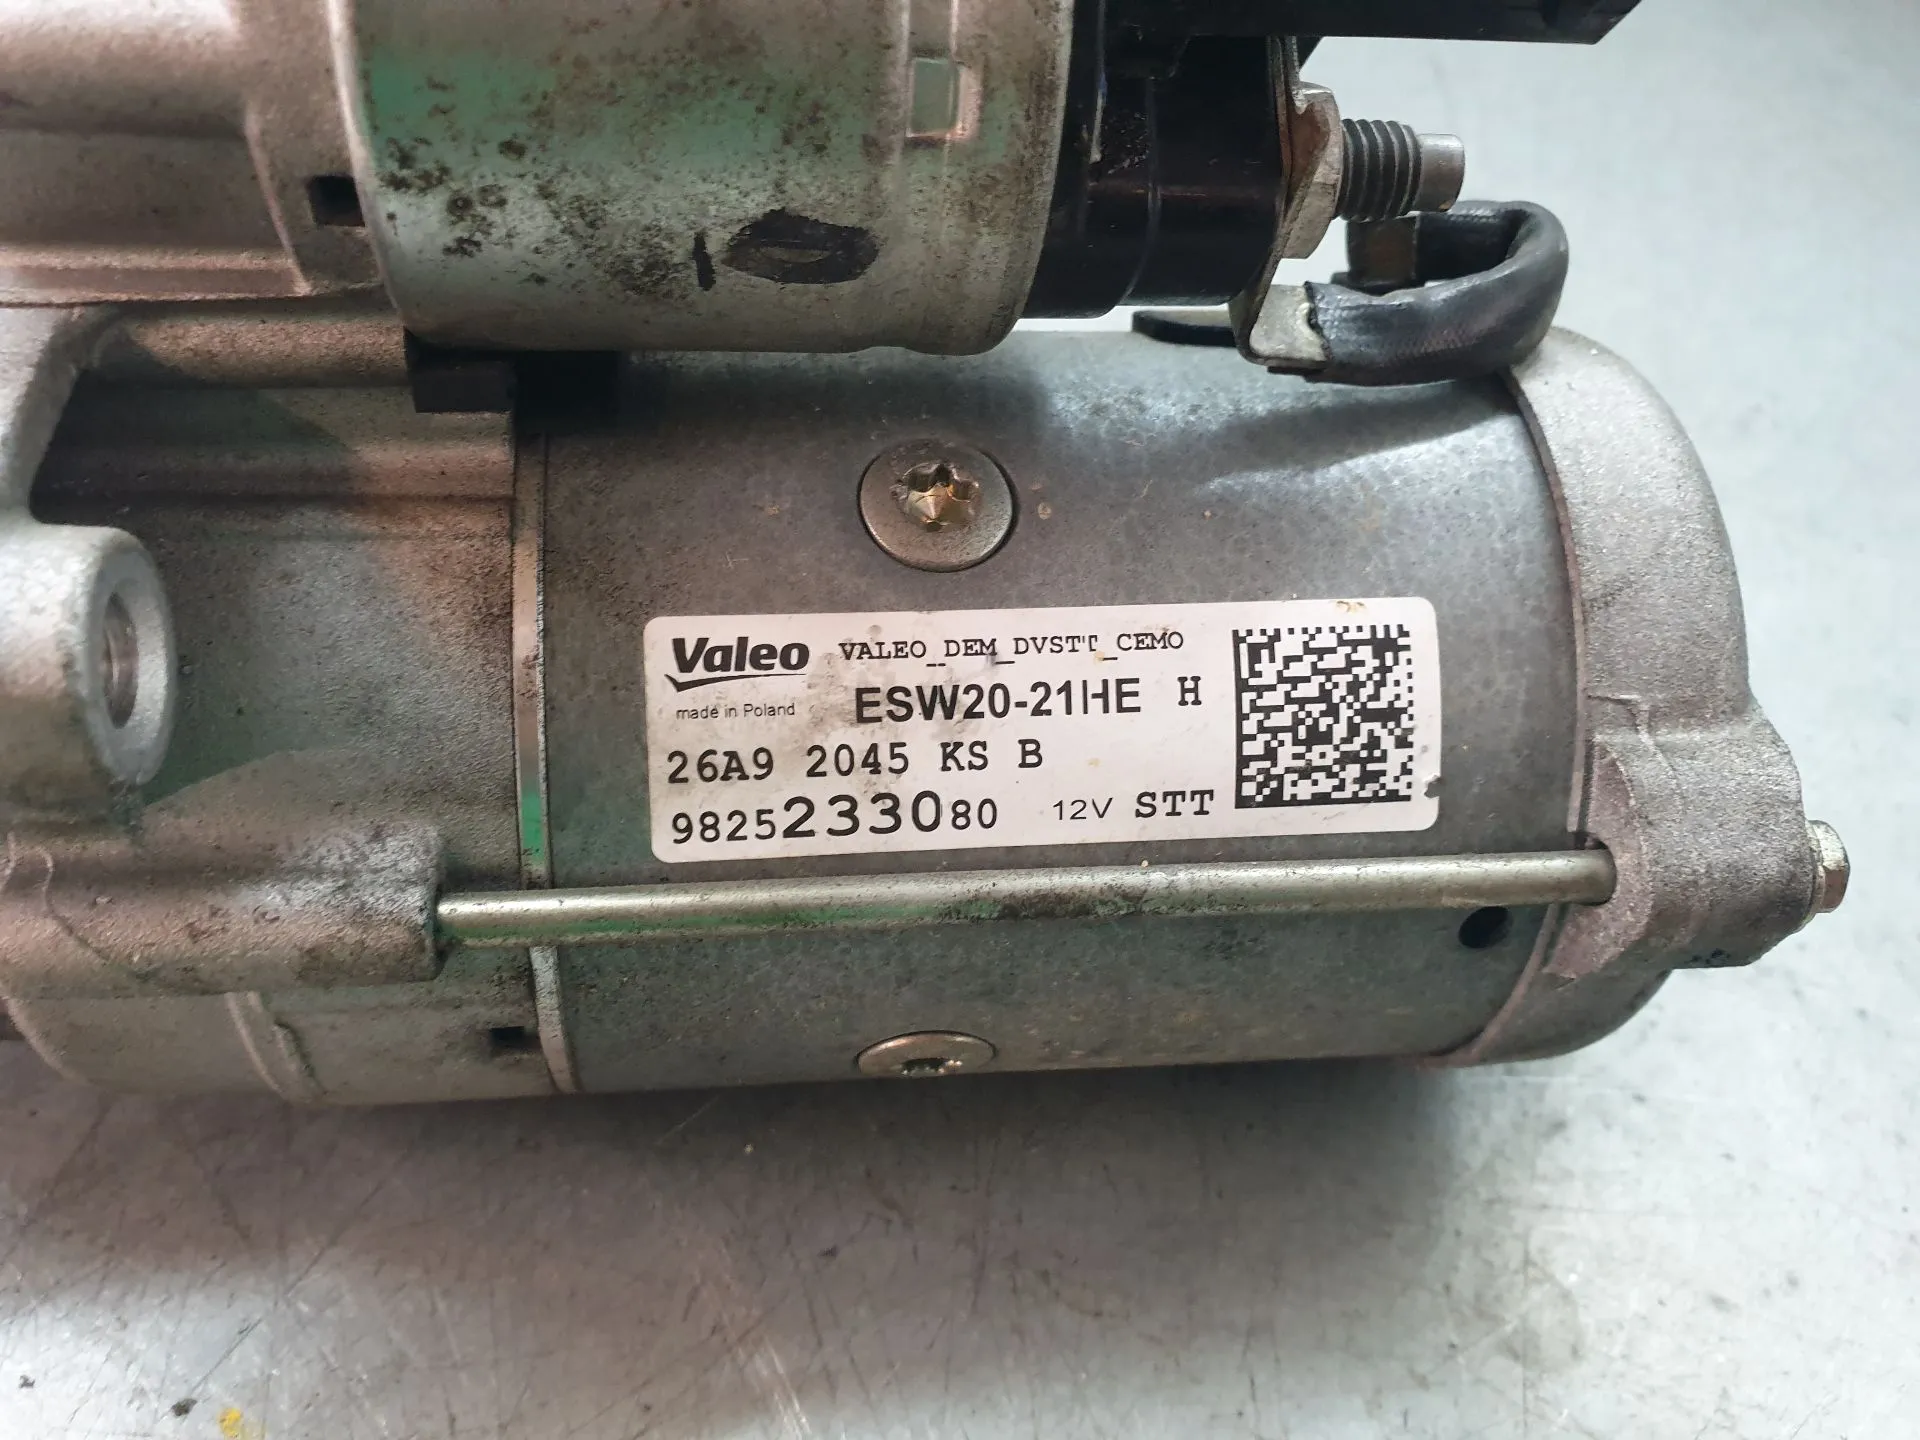 Valeo VALEO_DEM_DVSTT_CEMO
made in Poland ESW20-21HE H
26A9 2045 KS B
9825233080 12V STT